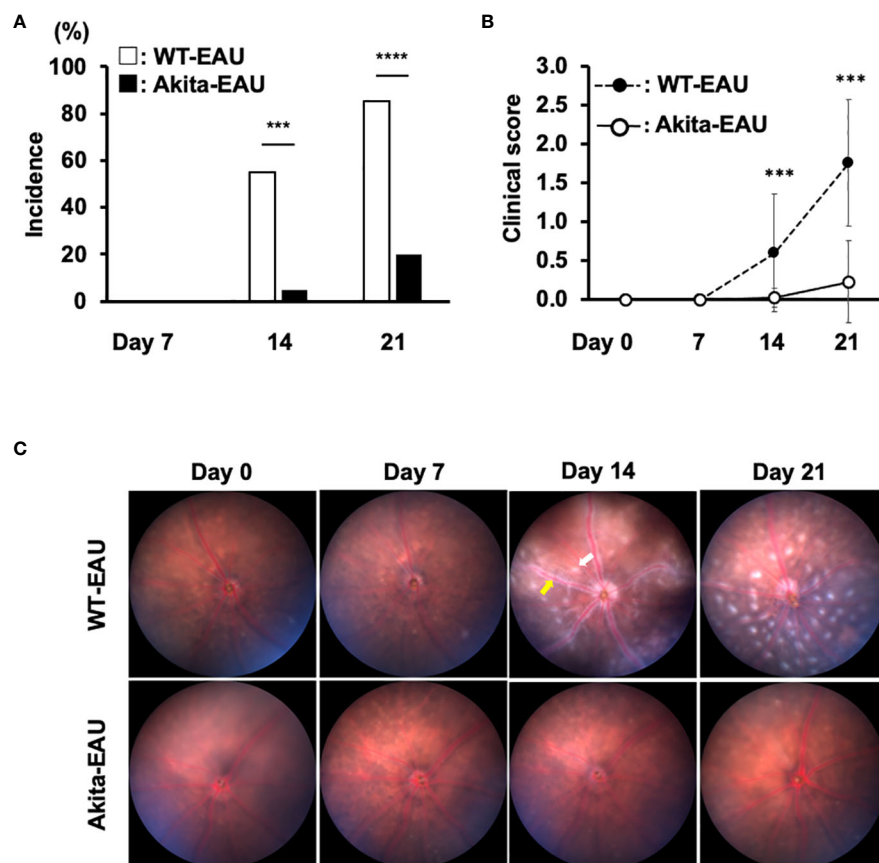 A
(%)
100
80
60
40
20
0
Incidence
: WT-EAU
: Akita-EAU
***
****
Day 7
14
21
B
3.0
2.5
2.0
1.5
1.0
0.5
0.0
Clinical score
: WT-EAU
: Akita-EAU
***
***
Day 0
7
14
21
C
Day 0
Day 7
Day 14
Day 21
WT-EAU
Akita-EAU